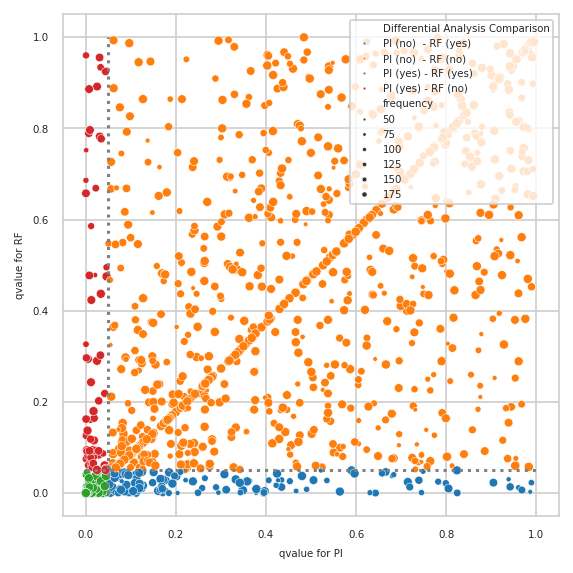 Differential Analysis Comparison
PI (no) - RF (yes)
PI (no) - RF (no)
PI (yes) - RF (yes)
PI (yes) - RF (no)
frequency
50
75
100
125
150
175
1.0
0.8
0.6
0.4
0.2
0.0
qvalue for RF
0.0 0.2 0.4 0.6 0.8 1.0
qvalue for PI